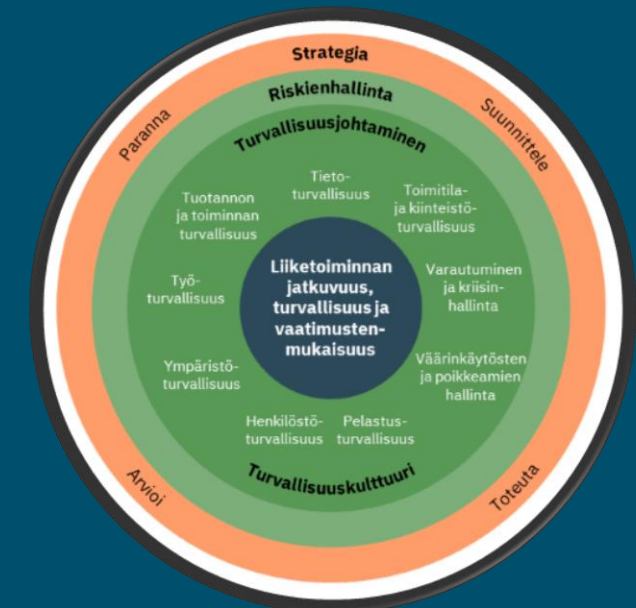 Strategia
Riskienhallinta
Turvallisuusjohtaminen
Paranna
Suunnittele
Tieto-
turvallisuus
Tuotannon
ja toiminnan
turvallisuus
Toimitila-
ja kiinteistö-
turvallisuus
Liiketoiminnan
jatkuvuus,
turvallisuus ja
vaatimusten-
mukaisuus
Työ-
turvallisuus
Varautuminen
ja kriisin-
hallinta
Ympäristö-
turvallisuus
Väärinkäytösten
ja poikkeamien
hallinta
Henkilöstö-
turvallisuus
Pelastus-
turvallisuus
Turvallisuuskulttuuri
Arvioi
Toteuta